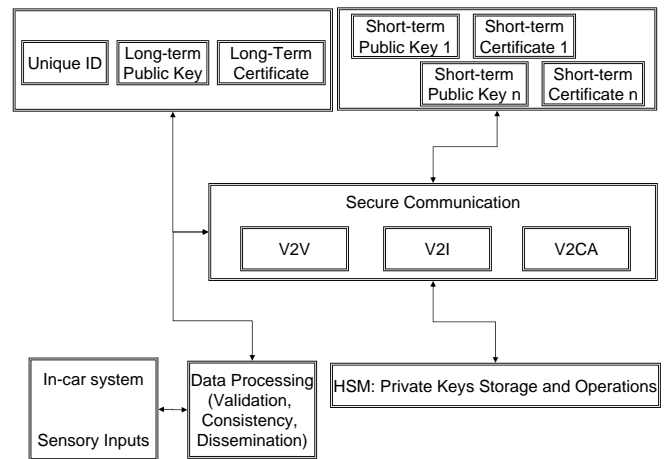 Unique ID
Long-term
Public Key
Long-Term
Certificate
Short-term
Public Key 1
Short-term
Certificate 1
Short-term
Public Key n
Short-term
Certificate n
Secure Communication
V2V
V2I
V2CA
In-car system
Sensory Inputs
Data Processing
(Validation,
Consistency,
Dissemination)
HSM: Private Keys Storage and Operations